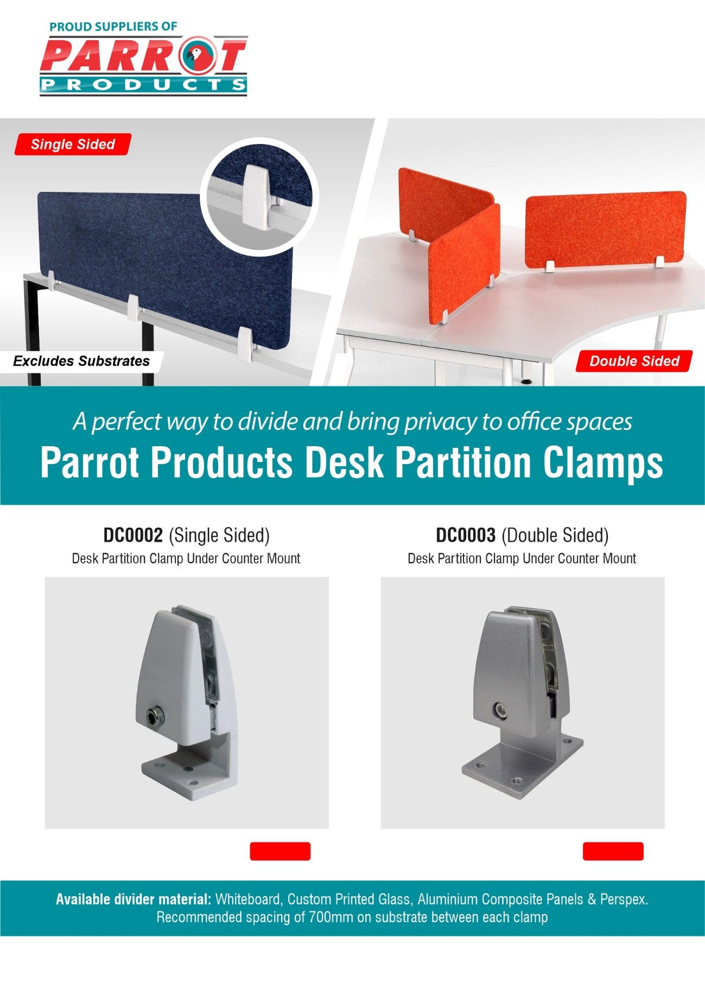 PROUD SUPPLIERS OF
PARROT
PRODUCTS
Single Sided
Excludes Substrates
Double Sided
A perfect way to divide and bring privacy to office spaces
Parrot Products Desk Partition Clamps
DC0002 (Single Sided)
Desk Partition Clamp Under Counter Mount
DC0003 (Double Sided)
Desk Partition Clamp Under Counter Mount
Available divider material: Whiteboard, Custom Printed Glass, Aluminium Composite Panels & Perspex.
Recommended spacing of 700mm on substrate between each clamp